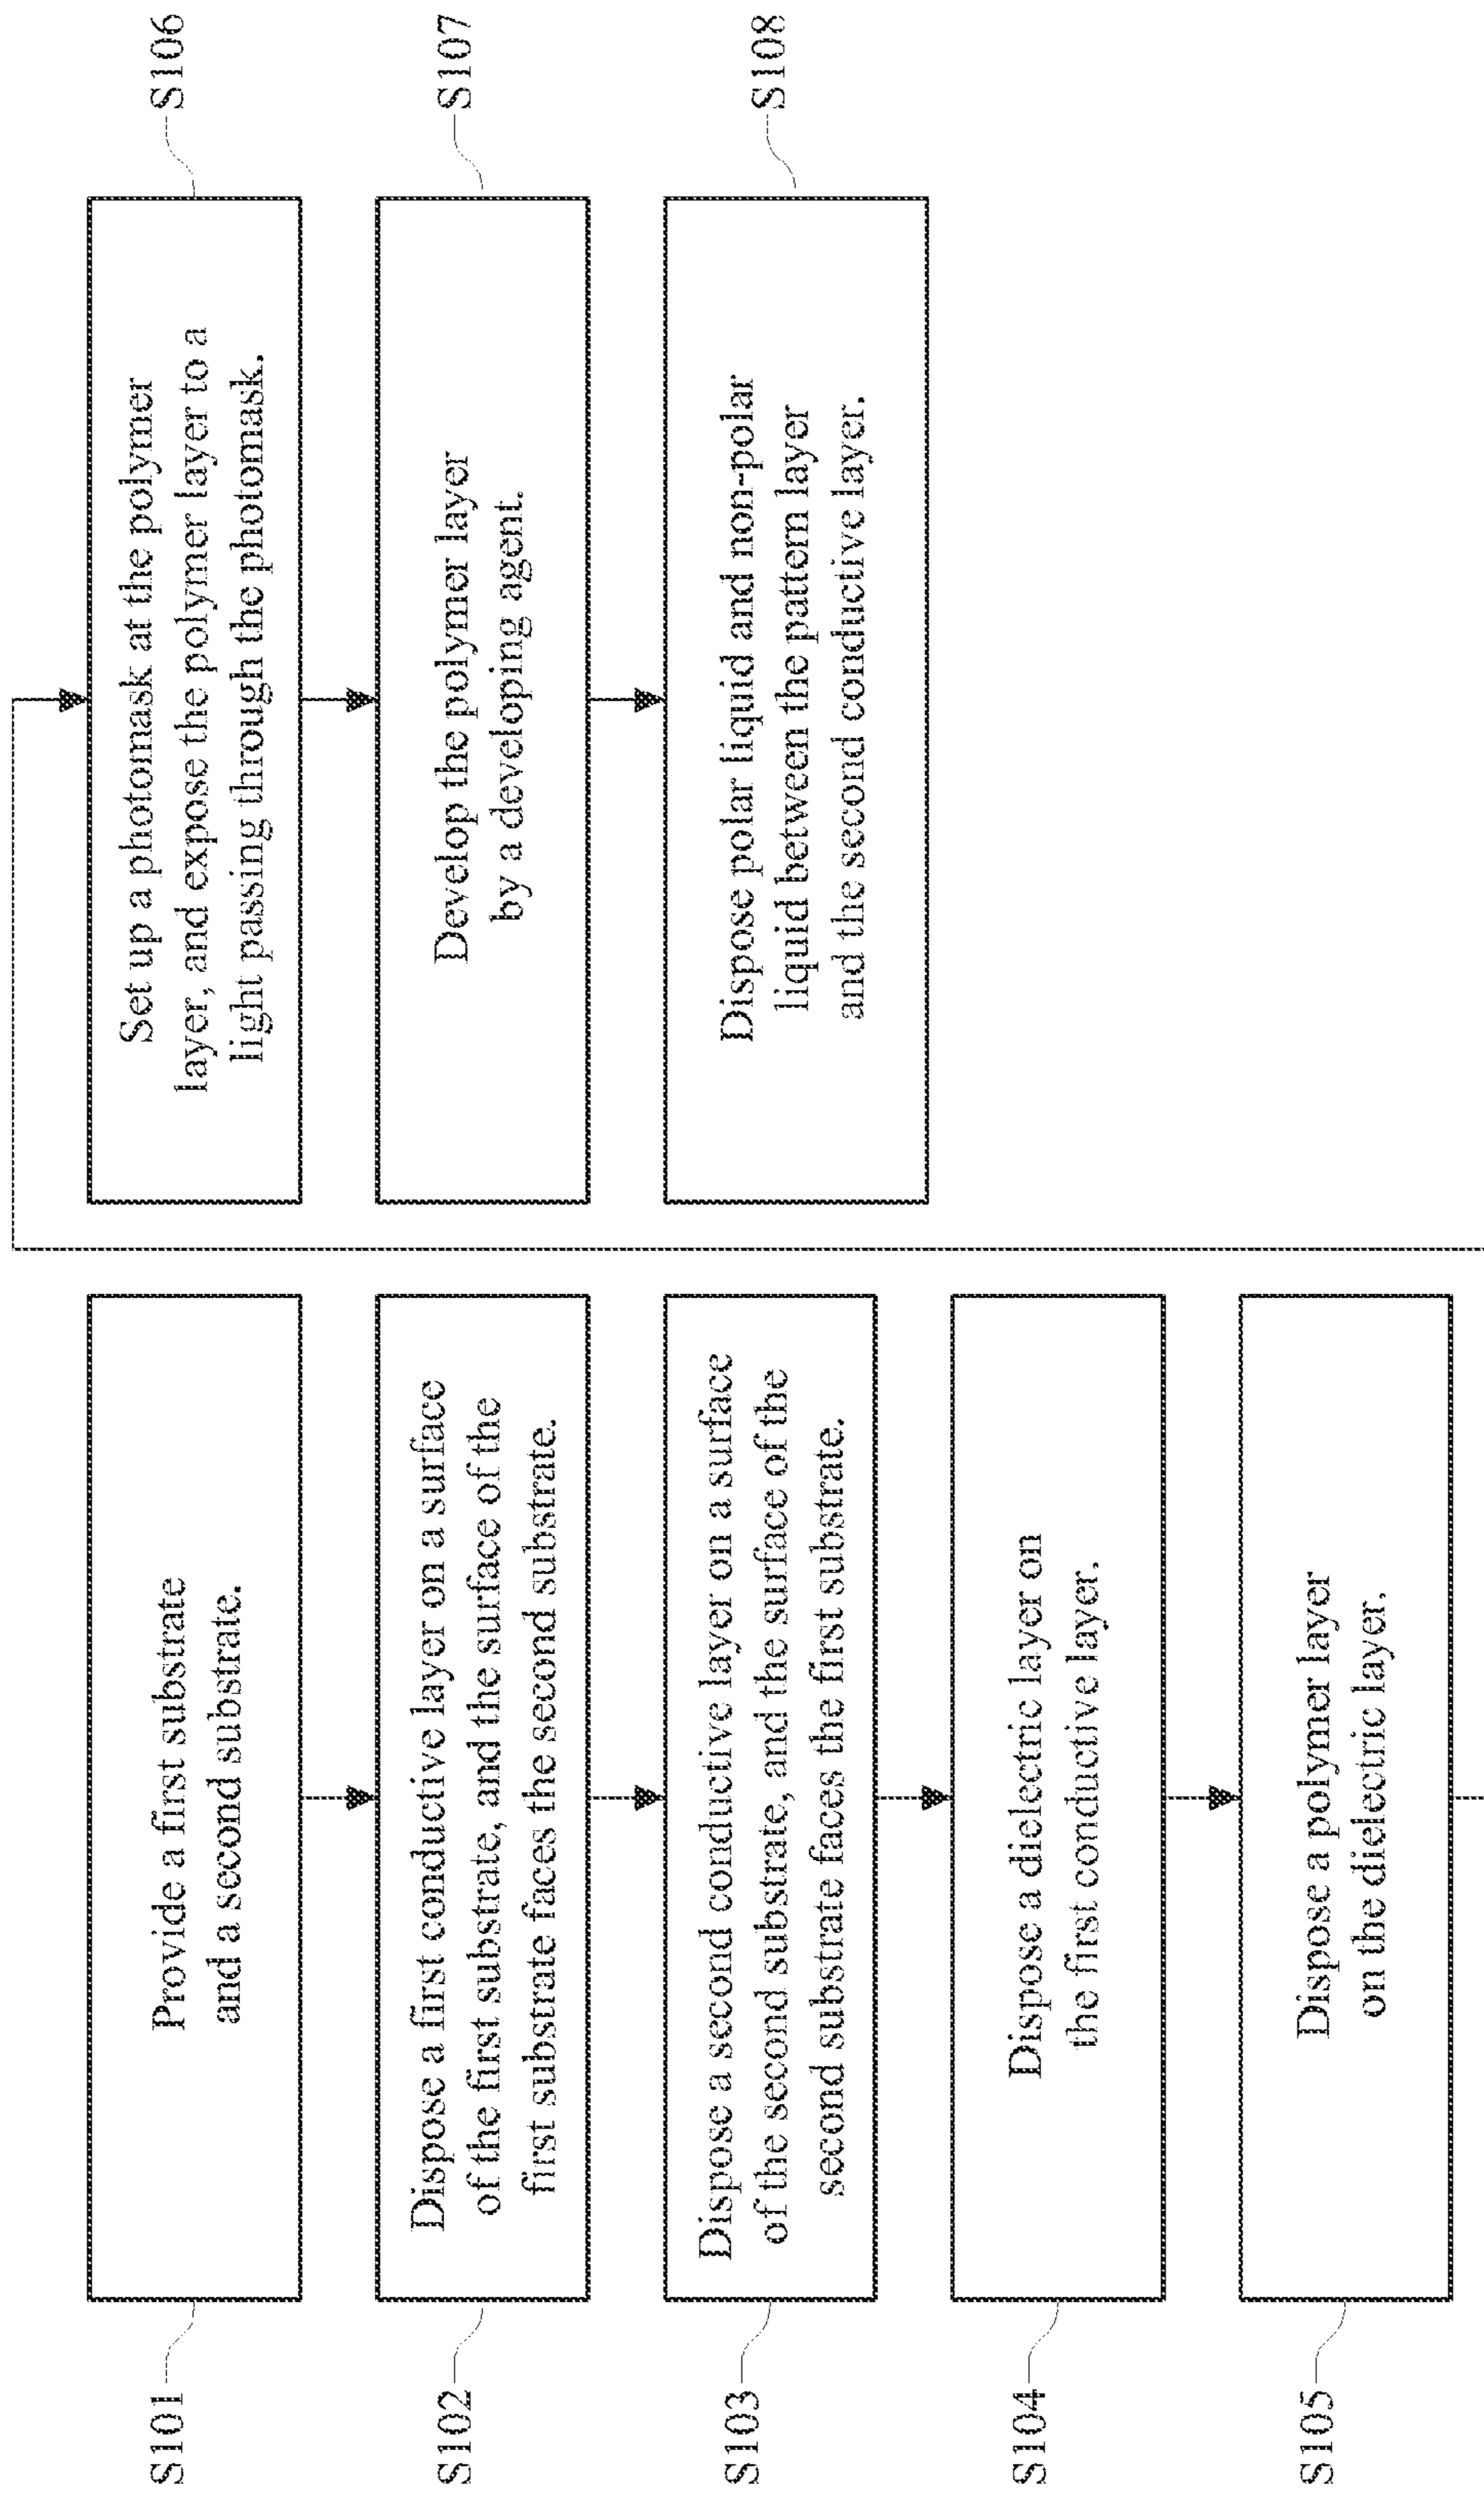 S101
Provide a first substrate
and a second substrate.
S102
Dispose a first conductive layer on a surface
of the first substrate, and the surface of the
first substrate faces the second substrate.
S103
Dispose a second conductive layer on a surface
of the second substrate, and the surface of the
second substrate faces the first substrate.
S104
Dispose a dielectric layer on
the first conductive layer.
S105
Dispose a polymer layer
on the dielectric layer.
S106
Set up a photomask at the polymer
layer, and expose the polymer layer to a
light passing through the photomask.
S107
Develop the polymer layer
by a developing agent.
S108
Dispose polar liquid and non-polar
liquid between the pattern layer
and the second conductive layer.